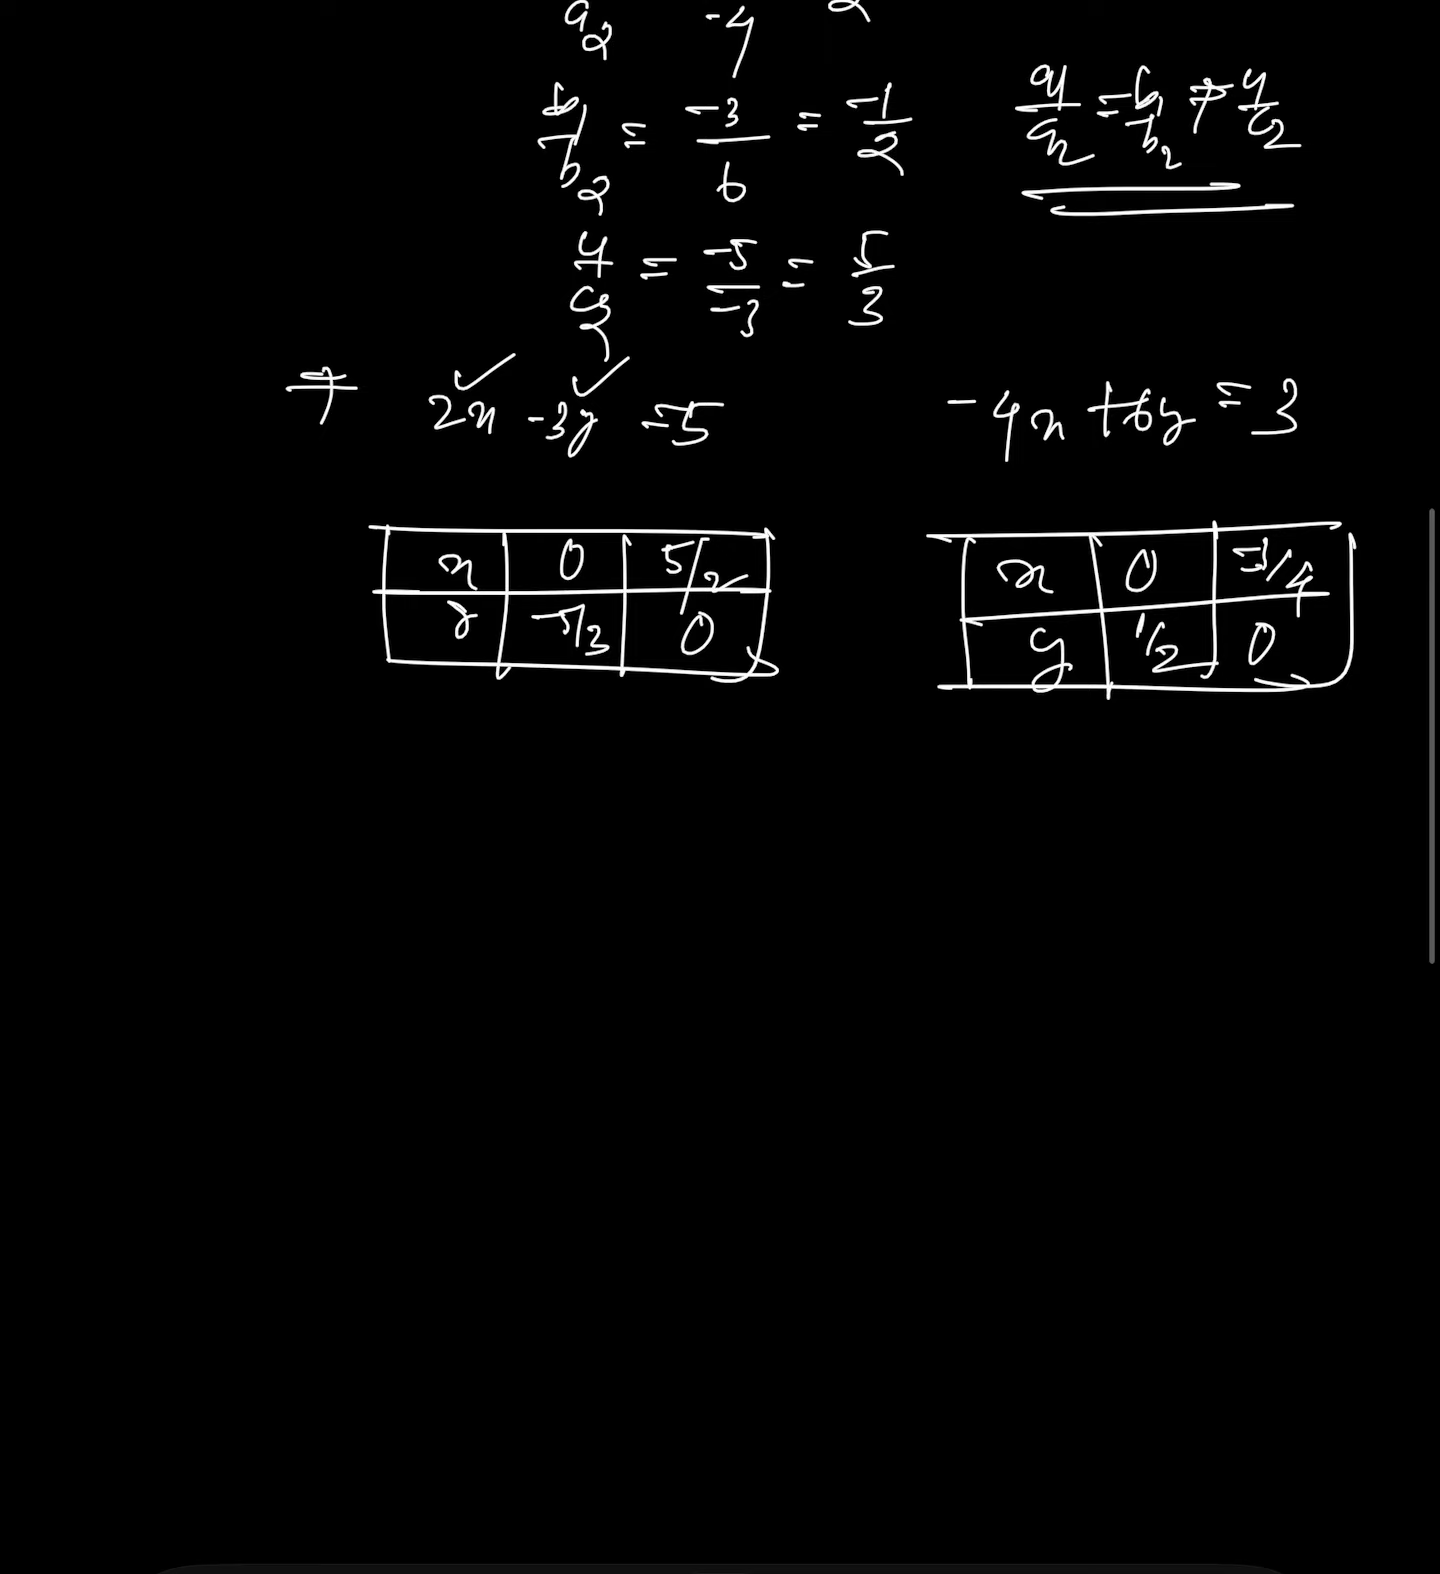 a₂ -4 2
b₁/b₂ = -3/6 = -1/2 a₁/a₂ = b₁/b₂ ≠ c₁/c₂
c₁/c₂ = -5/-3 = 5/3
⇒ 2x - 3y = 5 -4x + 6y = 3
x 0 5/2 x 0 -3/4
y -5/3 0 y 1/2 0